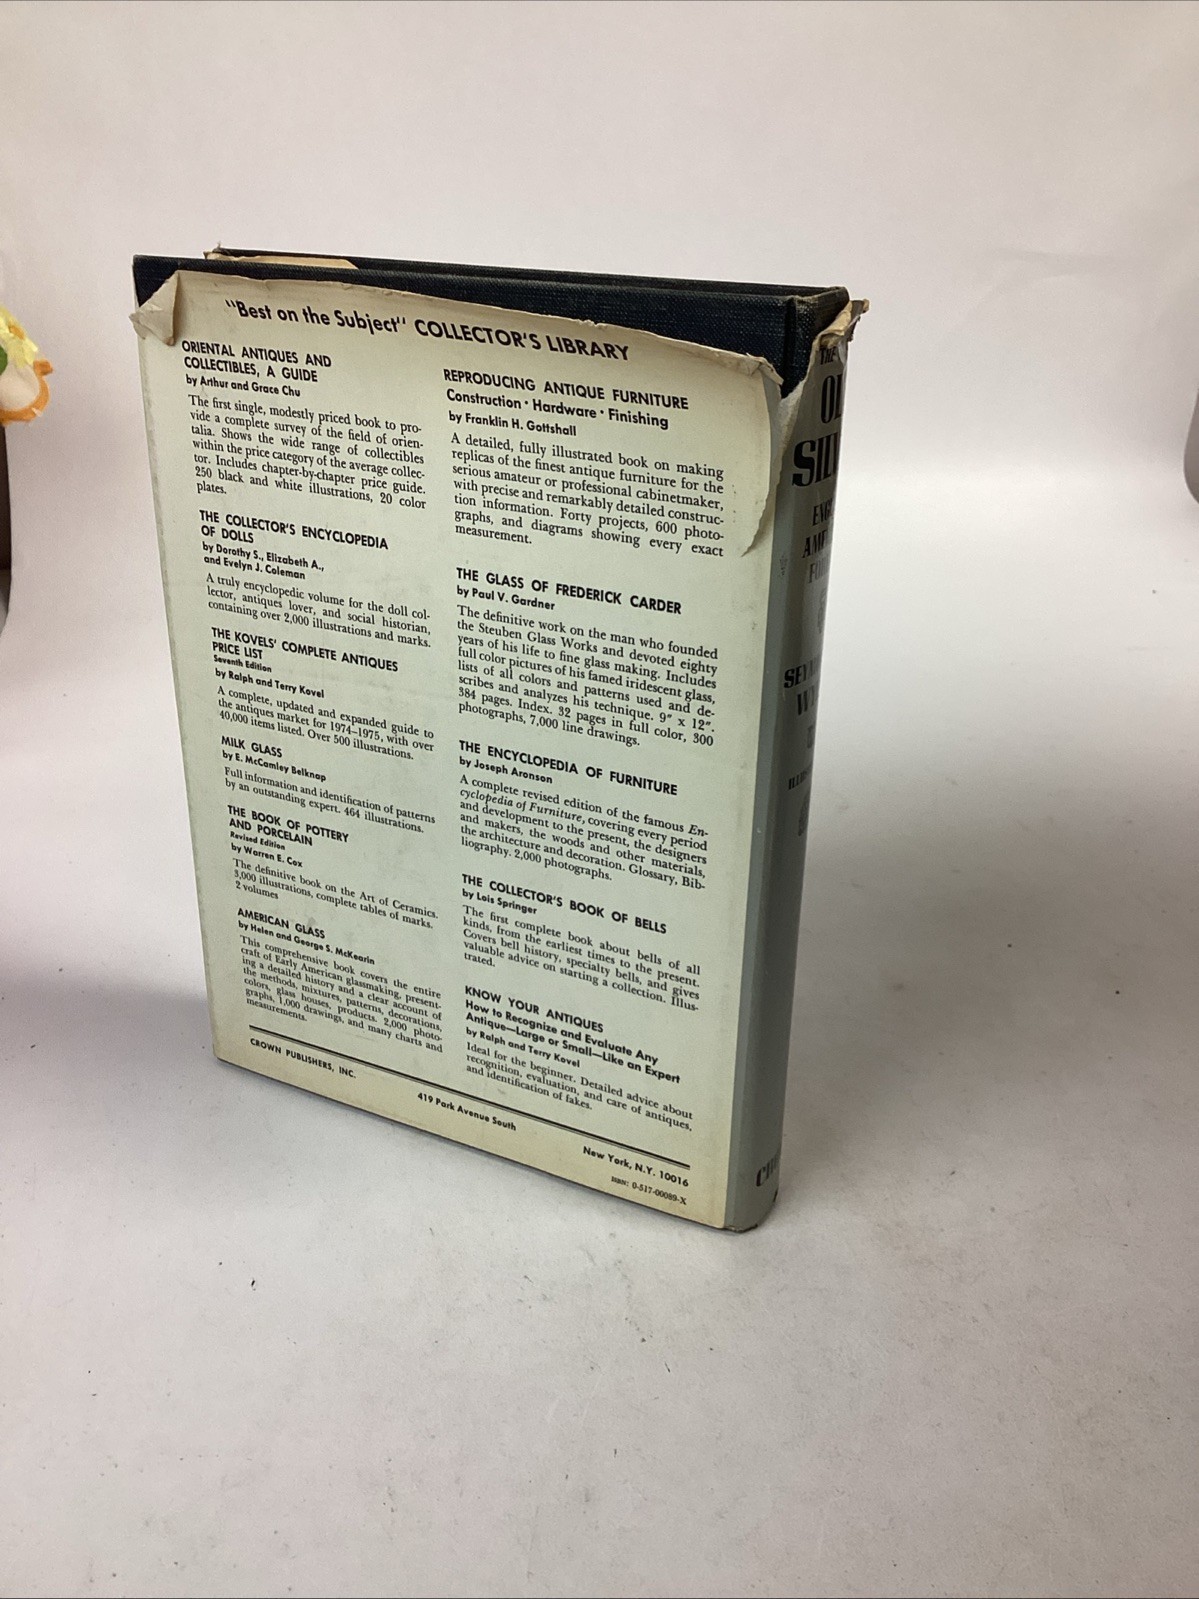 "Best on the Subject" COLLECTOR'S LIBRARY
ORIENTAL ANTIQUES AND
COLLECTIBLES, A GUIDE
by Arthur and Grace Chu
The first single, modestly priced book to pro-
vide a complete survey of the field of orien-
talia. Shows the wide range of collectibles
within the price category of the average collec-
tor. Includes chapter-by-chapter price guide.
250 black and white illustrations, 20 color
plates.
THE COLLECTOR'S ENCYCLOPEDIA
OF DOLLS
by Dorothy S., Elizabeth A.,
and Evelyn J. Coleman
A truly encyclopedic volume for the doll col-
lector, antiques lover, and social historian,
containing over 2,000 illustrations and marks.
THE KOVELS' COMPLETE ANTIQUES
PRICE LIST
Seventh Edition
by Ralph and Terry Kovel
A complete, updated and expanded guide to
the antiques market for 1974–1975, with over
40,000 items listed. Over 500 illustrations.
MILK GLASS
by E. McCamley Belknap
Full information and identification of patterns
by an outstanding expert. 464 illustrations.
THE BOOK OF POTTERY
AND PORCELAIN
Revised Edition
by Warren E. Cox
The definitive book on the Art of Ceramics.
3,000 illustrations, complete tables of marks.
2 volumes
AMERICAN GLASS
by Helen and George S. McKearin
This comprehensive book covers the entire
craft of Early American glassmaking, present-
ing a detailed history and a clear account of
the methods, mixtures, patterns, decorations,
colors, glass houses, products. 2,000 photo-
graphs, 1,000 drawings, and many charts and
measurements.
REPRODUCING ANTIQUE FURNITURE
Construction • Hardware • Finishing
by Franklin H. Gottshall
A detailed, fully illustrated book on making
replicas of the finest antique furniture for the
serious amateur or professional cabinetmaker,
with precise and remarkably detailed construc-
tion information. Forty projects, 600 photo-
graphs, and diagrams showing every exact
measurement.
THE GLASS OF FREDERICK CARDER
by Paul V. Gardner
The definitive work on the man who founded
the Steuben Glass Works and devoted eighty
years of his life to fine glass making. Includes
full color pictures of his famed iridescent glass,
lists of all colors and patterns used and de-
scribes and analyzes his technique. 9" x 12".
384 pages. Index. 32 pages in full color, 300
photographs, 7,000 line drawings.
THE ENCYCLOPEDIA OF FURNITURE
by Joseph Aronson
A complete revised edition of the famous En-
cyclopedia of Furniture, covering every period
and development to the present, the designers
and makers, the woods and other materials,
the architecture and decoration. Glossary, Bib-
liography. 2,000 photographs.
THE COLLECTOR'S BOOK OF BELLS
by Lois Springer
The first complete book about bells of all
kinds, from the earliest times to the present.
Covers bell history, specialty bells, and gives
valuable advice on starting a collection. Illus-
trated.
KNOW YOUR ANTIQUES
How to Recognize and Evaluate Any
Antique—Large or Small—Like an Expert
by Ralph and Terry Kovel
Ideal for the beginner. Detailed advice about
recognition, evaluation, and care of antiques,
and identification of fakes.
CROWN PUBLISHERS, INC.
419 Park Avenue South
New York, N.Y. 10016
ISBN: 0-517-00089-X
THE
OL
SIL